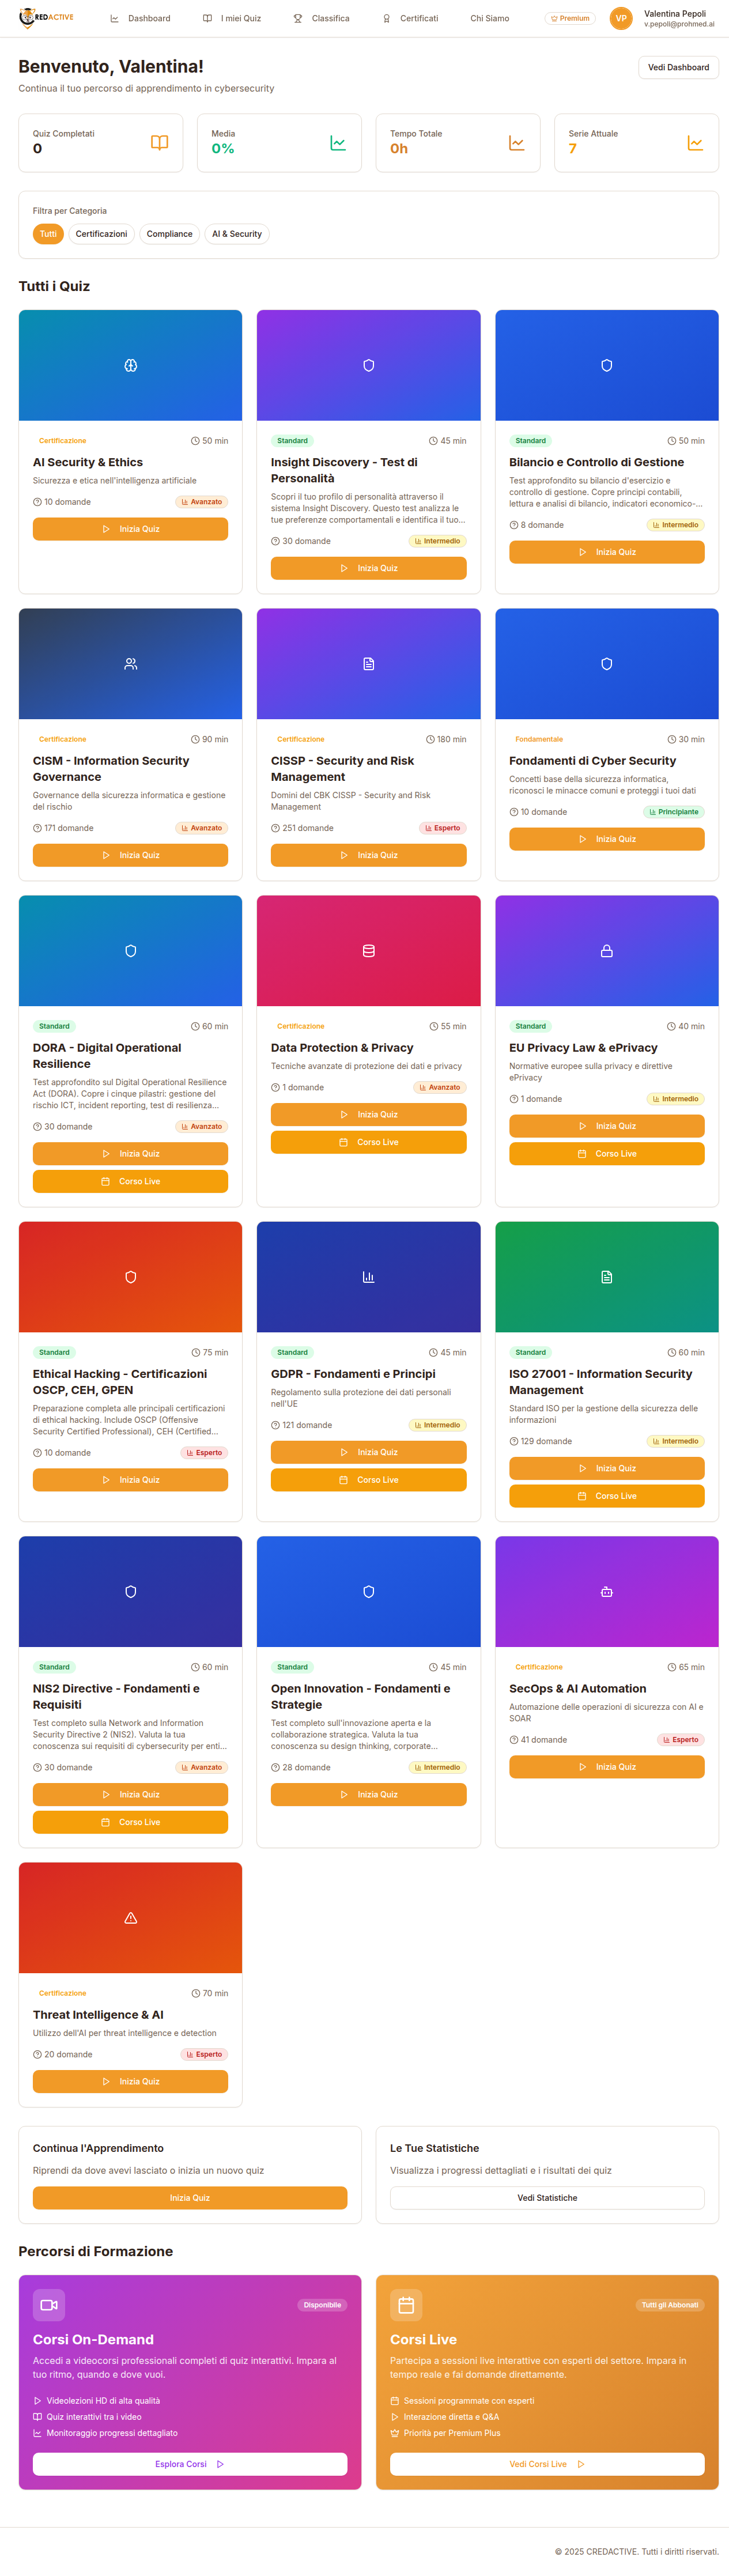 REDACTIVE
Dashboard
I miei Quiz
Classifica
Certificati
Chi Siamo
Premium
VP
Valentina Pepoli
v.pepoli@prohmed.ai
Benvenuto, Valentina!
Continua il tuo percorso di apprendimento in cybersecurity
Vedi Dashboard
Quiz Completati
0
Media
0%
Tempo Totale
0h
Serie Attuale
7
Filtra per Categoria
Tutti
Certificazioni
Compliance
AI & Security
Tutti i Quiz
Certificazione
50 min
AI Security & Ethics
Sicurezza e etica nell'intelligenza artificiale
10 domande
Avanzato
Inizia Quiz
Standard
45 min
Insight Discovery - Test di
Personalità
Scopri il tuo profilo di personalità attraverso il
sistema Insight Discovery. Questo test analizza le
tue preferenze comportamentali e identifica il tuo...
30 domande
Intermedio
Inizia Quiz
Standard
50 min
Bilancio e Controllo di Gestione
Test approfondito su bilancio d'esercizio e
controllo di gestione. Copre principi contabili,
lettura e analisi di bilancio, indicatori economico-...
8 domande
Intermedio
Inizia Quiz
Certificazione
90 min
CISM - Information Security
Governance
Governance della sicurezza informatica e gestione
del rischio
171 domande
Avanzato
Inizia Quiz
Certificazione
180 min
CISSP - Security and Risk
Management
Domini del CBK CISSP - Security and Risk
Management
251 domande
Esperto
Inizia Quiz
Fondamentale
30 min
Fondamenti di Cyber Security
Concetti base della sicurezza informatica,
riconosci le minacce comuni e proteggi i tuoi dati
10 domande
Principiante
Inizia Quiz
Standard
60 min
DORA - Digital Operational
Resilience
Test approfondito sul Digital Operational Resilience
Act (DORA). Copre i cinque pilastri: gestione del
rischio ICT, incident reporting, test di resilienza...
30 domande
Avanzato
Inizia Quiz
Corso Live
Certificazione
55 min
Data Protection & Privacy
Tecniche avanzate di protezione dei dati e privacy
1 domande
Avanzato
Inizia Quiz
Corso Live
Standard
40 min
EU Privacy Law & ePrivacy
Normative europee sulla privacy e direttive
ePrivacy
1 domande
Intermedio
Inizia Quiz
Corso Live
Standard
75 min
Ethical Hacking - Certificazioni
OSCP, CEH, GPEN
Preparazione completa alle principali certificazioni
di ethical hacking. Include OSCP (Offensive
Security Certified Professional), CEH (Certified...
10 domande
Esperto
Inizia Quiz
Standard
45 min
GDPR - Fondamenti e Principi
Regolamento sulla protezione dei dati personali
nell'UE
121 domande
Intermedio
Inizia Quiz
Corso Live
Standard
60 min
ISO 27001 - Information Security
Management
Standard ISO per la gestione della sicurezza delle
informazioni
129 domande
Intermedio
Inizia Quiz
Corso Live
Standard
60 min
NIS2 Directive - Fondamenti e
Requisiti
Test completo sulla Network and Information
Security Directive 2 (NIS2). Valuta la tua
conoscenza sui requisiti di cybersecurity per enti...
30 domande
Avanzato
Inizia Quiz
Corso Live
Standard
45 min
Open Innovation - Fondamenti e
Strategie
Test completo sull'innovazione aperta e la
collaborazione strategica. Valuta la tua
conoscenza su design thinking, corporate...
28 domande
Intermedio
Inizia Quiz
Certificazione
65 min
SecOps & AI Automation
Automazione delle operazioni di sicurezza con AI e
SOAR
41 domande
Esperto
Inizia Quiz
Certificazione
70 min
Threat Intelligence & AI
Utilizzo dell'AI per threat intelligence e detection
20 domande
Esperto
Inizia Quiz
Continua l'Apprendimento
Riprendi da dove avevi lasciato o inizia un nuovo quiz
Inizia Quiz
Le Tue Statistiche
Visualizza i progressi dettagliati e i risultati dei quiz
Vedi Statistiche
Percorsi di Formazione
Disponibile
Corsi On-Demand
Accedi a videocorsi professionali completi di quiz interattivi. Impara al
tuo ritmo, quando e dove vuoi.
Videolezioni HD di alta qualità
Quiz interattivi tra i video
Monitoraggio progressi dettagliato
Esplora Corsi
Tutti gli Abbonati
Corsi Live
Partecipa a sessioni live interattive con esperti del settore. Impara in
tempo reale e fai domande direttamente.
Sessioni programmate con esperti
Interazione diretta e Q&A
Priorità per Premium Plus
Vedi Corsi Live
© 2025 CREDACTIVE. Tutti i diritti riservati.